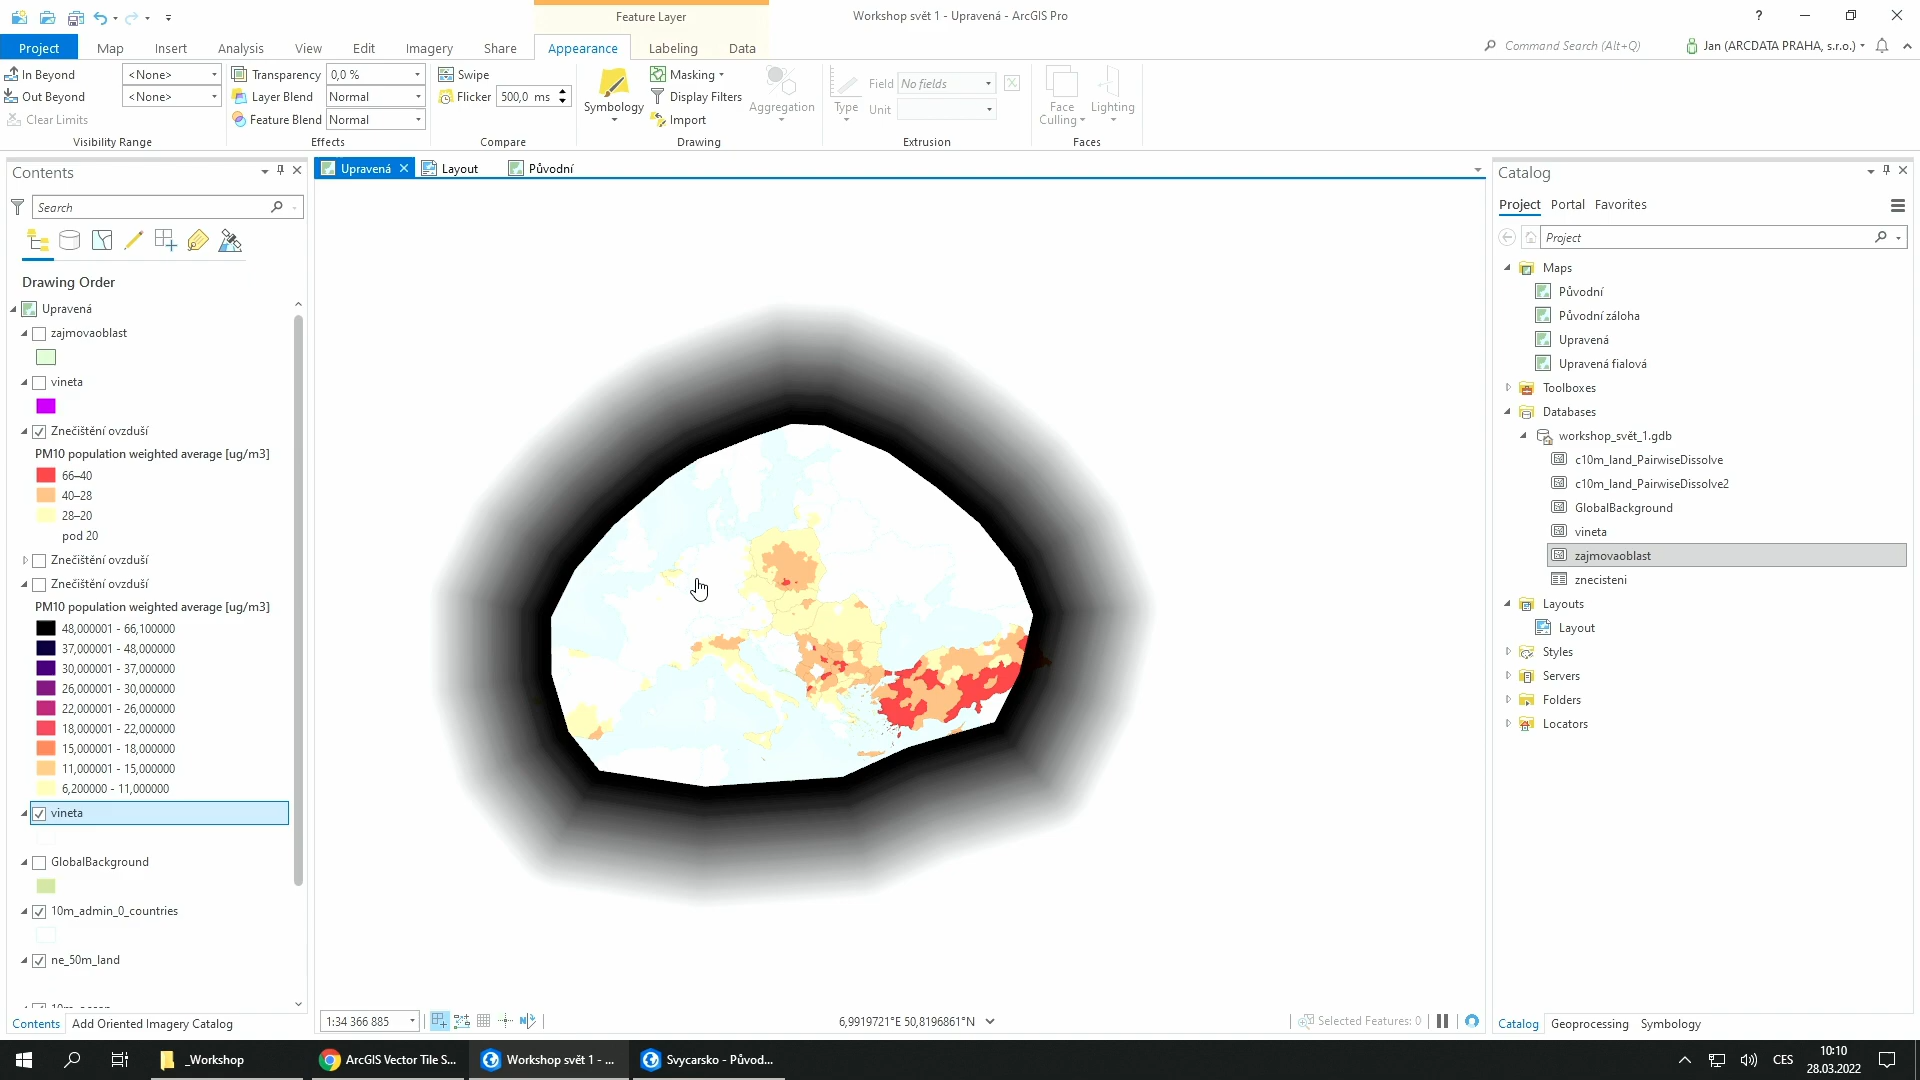 Feature Layer
Workshop svět 1 - Upravená - ArcGIS Pro
?
Project Map Insert Analysis View Edit Imagery Share Appearance Labeling Data
Command Search (Alt+Q)
Jan (ARCDATA PRAHA, s.r.o.)
In Beyond <None>
Out Beyond <None>
Clear Limits
Visibility Range
Transparency 0,0 %
Layer Blend Normal
Feature Blend Normal
Effects
Swipe
Flicker 500,0 ms
Compare
Symbology
Masking
Display Filters
Import
Aggregation
Drawing
Type
Field No fields
Unit
Extrusion
Face
Culling
Lighting
Faces
Contents
Search
Drawing Order
Upravená
zajmovaoblast
vineta
Znečištění ovzduší
PM10 population weighted average [ug/m3]
66–40
40–28
28–20
pod 20
Znečištění ovzduší
Znečištění ovzduší
PM10 population weighted average [ug/m3]
48,000001 - 66,100000
37,000001 - 48,000000
30,000001 - 37,000000
26,000001 - 30,000000
22,000001 - 26,000000
18,000001 - 22,000000
15,000001 - 18,000000
11,000001 - 15,000000
6,200000 - 11,000000
vineta
GlobalBackground
10m_admin_0_countries
ne_50m_land
Contents Add Oriented Imagery Catalog
Upravená Layout Původní
1:34 366 885
6,9919721°E 50,8196861°N
Selected Features: 0
Catalog
Project Portal Favorites
Project
Maps
Původní
Původní záloha
Upravená
Upravená fialová
Toolboxes
Databases
workshop_svět_1.gdb
c10m_land_PairwiseDissolve
c10m_land_PairwiseDissolve2
GlobalBackground
vineta
zajmovaoblast
znecisteni
Layouts
Layout
Styles
Servers
Folders
Locators
Catalog Geoprocessing Symbology
_Workshop
ArcGIS Vector Tile S...
Workshop svět 1 - ...
Svycarsko - Původ...
CES
10:10
28.03.2022